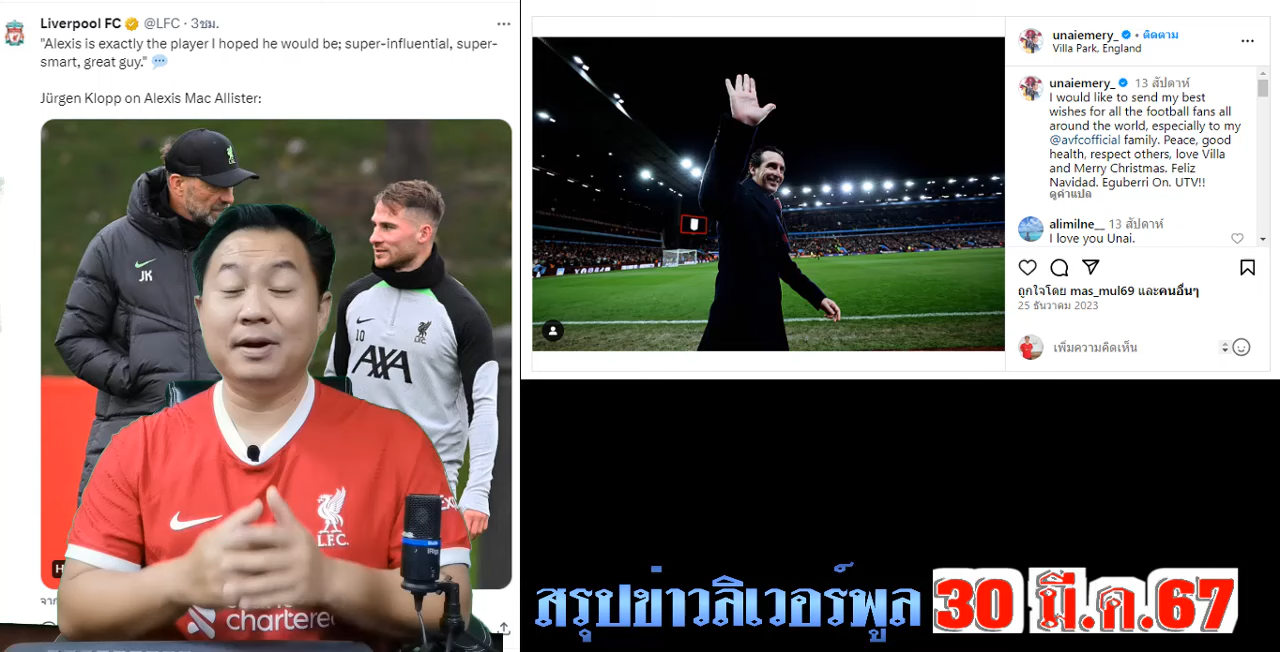 Liverpool FC @LFC · 3ชม.
"Alexis is exactly the player I hoped he would be; super-influential, super-
smart, great guy." 💬
Jürgen Klopp on Alexis Mac Allister:
JK
10
AXA
L.F.C.
H
L.F.C.
chartere
จาก
unaiemery_ • ติดตาม
Villa Park, England
unaiemery_ 13 สัปดาห์
I would like to send my best
wishes for all the football fans all
around the world, especially to my
@avfcofficial family. Peace, good
health, respect others, love Villa
and Merry Christmas. Feliz
Navidad. Eguberri On. UTV!!
ดูคำแปล
alimilne__ 13 สัปดาห์
I love you Unai.
ถูกใจโดย mas_mul69 และคนอื่นๆ
25 ธันวาคม 2023
เพิ่มความคิดเห็น
สรุปข่าวลิเวอร์พูล 30 มี.ค.67